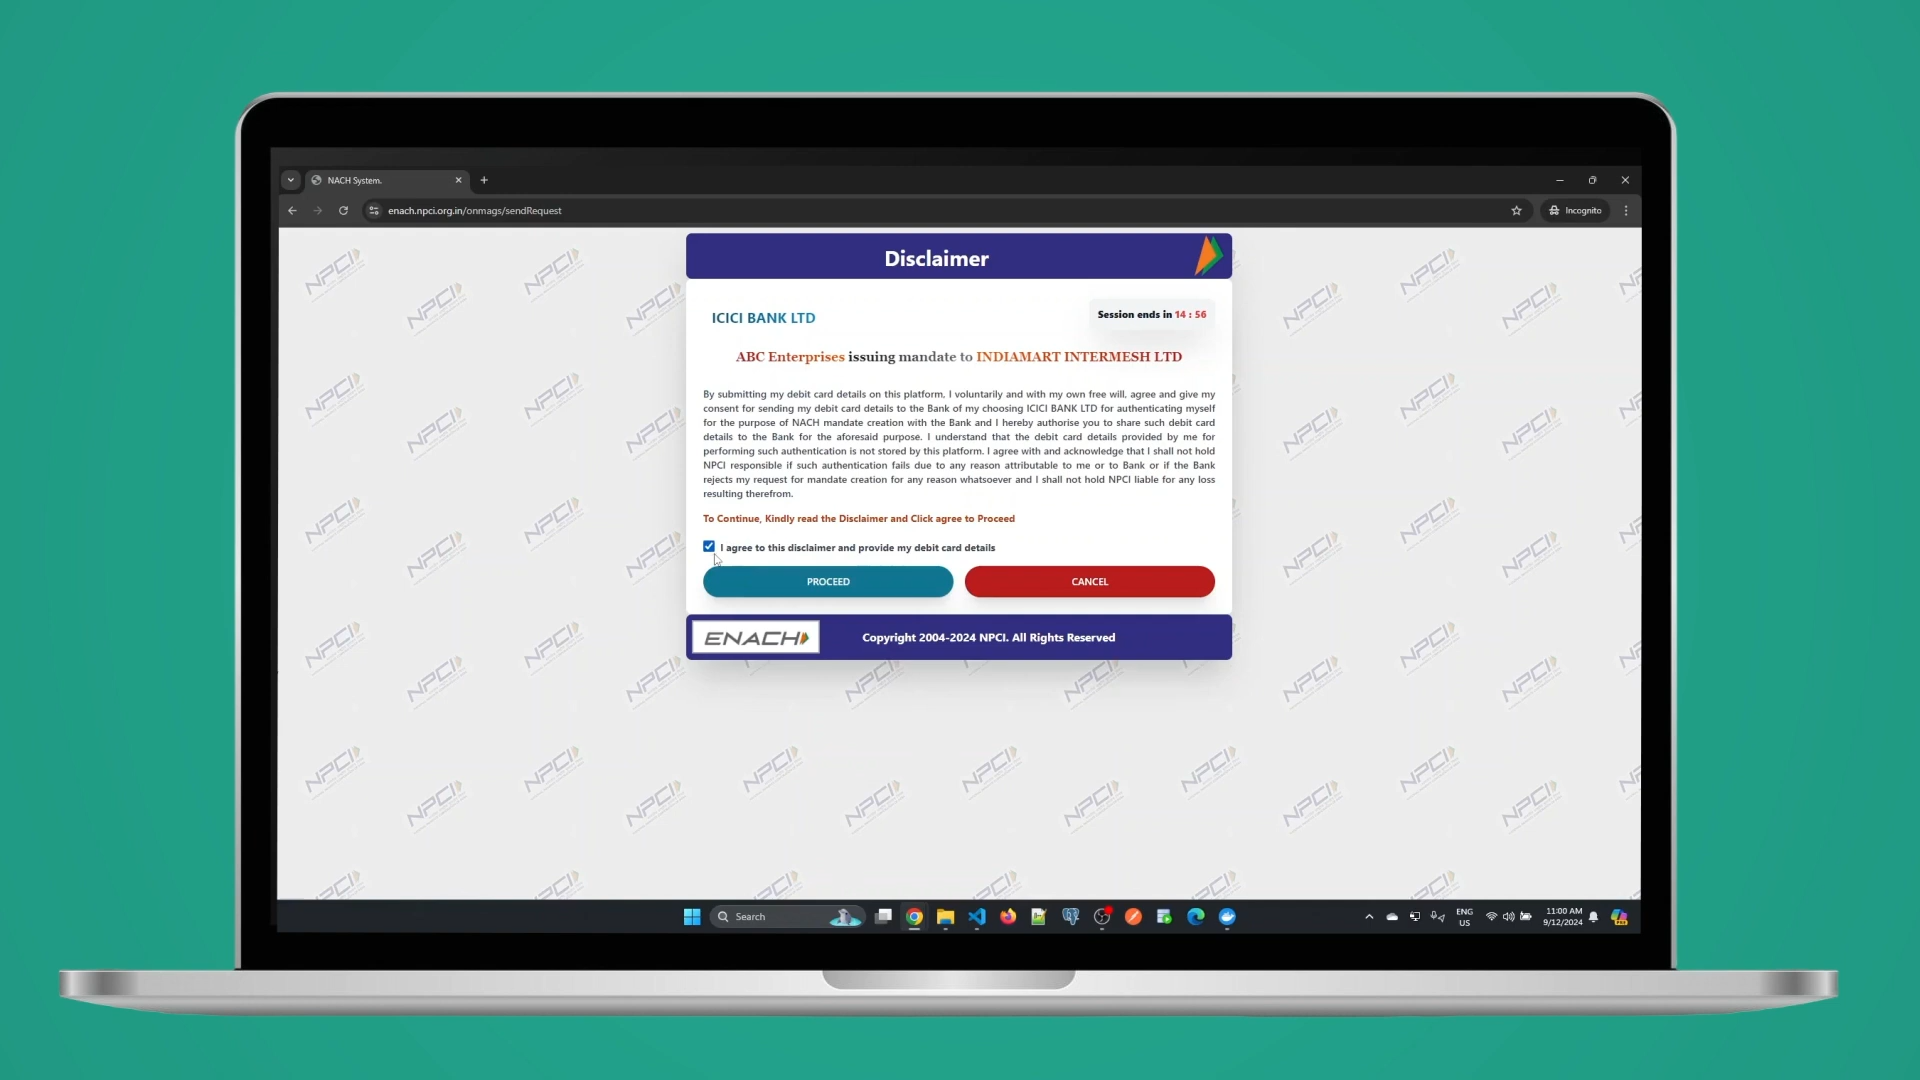 NACH System.
enach.npci.org.in/onmags/sendRequest
Incognito
Disclaimer
ICICI BANK LTD
Session ends in 14 : 56
ABC Enterprises issuing mandate to INDIAMART INTERMESH LTD
By submitting my debit card details on this platform, I voluntarily and with my own free will, agree and give my
consent for sending my debit card details to the Bank of my choosing ICICI BANK LTD for authenticating myself
for the purpose of NACH mandate creation with the Bank and I hereby authorise you to share such debit card
details to the Bank for the aforesaid purpose. I understand that the debit card details provided by me for
performing such authentication is not stored by this platform. I agree with and acknowledge that I shall not hold
NPCI responsible if such authentication fails due to any reason attributable to me or to Bank or if the Bank
rejects my request for mandate creation for any reason whatsoever and I shall not hold NPCI liable for any loss
resulting therefrom.
To Continue, Kindly read the Disclaimer and Click agree to Proceed
I agree to this disclaimer and provide my debit card details
PROCEED
CANCEL
ENACH
Copyright 2004-2024 NPCI. All Rights Reserved
NPCI
Search
ENG
US
11:00 AM
9/12/2024